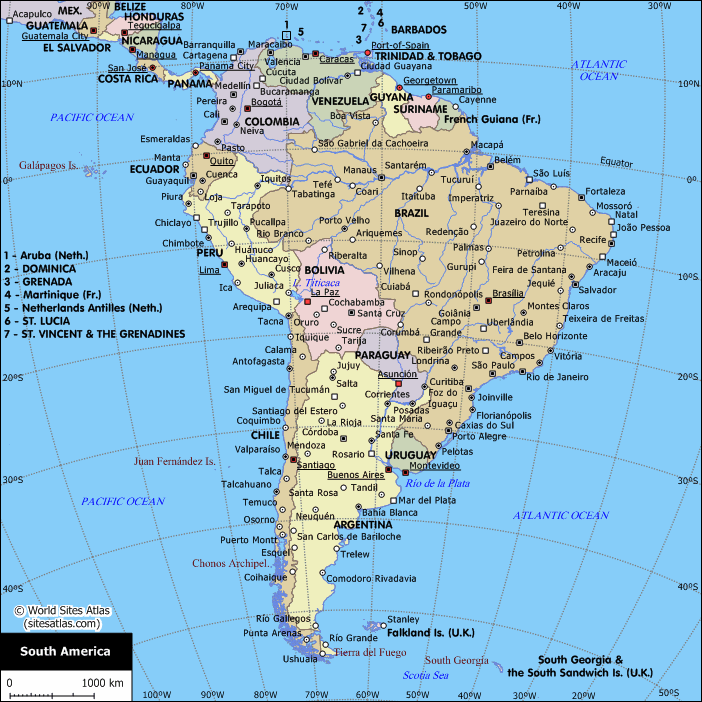 MEX.
BELIZE
Acapulco
HONDURAS
GUATEMALA
Tegucigalpa
Guatemala City
NICARAGUA
EL SALVADOR
Managua
San José
COSTA RICA
PANAMA
Panama City
Barranquilla
Cartagena
Maracaibo
1
5
2
4
6
3
7
BARBADOS
Port-of-Spain
TRINIDAD & TOBAGO
Valencia
Caracas
Ciudad Guayana
Cúcuta
Ciudad Bolívar
Medellín
Bucaramanga
Georgetown
Paramaribo
Pereira
Bogotá
VENEZUELA
GUYANA
Cayenne
SURINAME
Cali
COLOMBIA
Boa Vista
French Guiana (Fr.)
Neiva
Pasto
Esmeraldas
São Gabriel da Cachoeira
Macapá
Manta
Quito
ECUADOR
Guayaquil
Cuenca
Manaus
Santarém
Belém
Equator
Iquitos
Tefé
Coari
Tabatinga
Itaituba
Tucuruí
São Luís
Loja
Piura
Tarapoto
Imperatriz
Parnaíba
Fortaleza
Teresina
Mossoró
Natal
Chiclayo
Trujillo
Pucallpa
Porto Velho
BRAZIL
Juazeiro do Norte
João Pessoa
Rio Branco
Ariquemes
Redenção
Recife
Chimbote
Huánuco
Riberalta
Sinop
Palmas
Petrolina
PERU
Huancayo
BOLIVIA
Vilhena
Gurupi
Feira de Santana
Maceió
Lima
Cusco
Aracaju
Ica
Juliaca
L. Titicaca
Cuiabá
Jequié
La Paz
Rondonópolis
Brasília
Salvador
Arequipa
Cochabamba
Goiânia
Montes Claros
Tacna
Oruro
Santa Cruz
Campo
Grande
Uberlândia
Teixeira de Freitas
Sucre
Corumbá
Belo Horizonte
Iquique
Tarija
Ribeirão Preto
Calama
PARAGUAY
Londrina
Campos
Vitória
Antofagasta
Jujuy
Asunción
São Paulo
Rio de Janeiro
Salta
Curitiba
San Miguel de Tucumán
Corrientes
Foz do
Iguaçu
Joinville
Santiago del Estero
Posadas
Florianópolis
Coquimbo
La Rioja
Santa María
Caxias do Sul
CHILE
Córdoba
Santa Fe
Porto Alegre
Valparaíso
Mendoza
Rosario
URUGUAY
Pelotas
Santiago
Buenos Aires
Montevideo
Talca
Río de la Plata
Talcahuano
Santa Rosa
Tandil
Mar del Plata
Temuco
Neuquén
Bahía Blanca
Osorno
ARGENTINA
San Carlos de Bariloche
Puerto Montt
Esquel
Trelew
Chonos Archipel.
Coihaique
Comodoro Rivadavia
Río Gallegos
Stanley
Punta Arenas
Río Grande
Falkland Is. (U.K.)
Ushuaia
Tierra del Fuego
South Georgia
South Georgia &
the South Sandwich Is. (U.K.)
Scotia Sea
PACIFIC OCEAN
Galápagos Is.
ATLANTIC
OCEAN
Juan Fernández Is.
PACIFIC OCEAN
ATLANTIC OCEAN
1 - Aruba (Neth.)
2 - DOMINICA
3 - GRENADA
4 - Martinique (Fr.)
5 - Netherlands Antilles (Neth.)
6 - ST. LUCIA
7 - ST. VINCENT & THE GRENADINES
90°W
80°W
70°W
60°W
50°W
40°W
30°W
10°N
10°N
0°
0°
10°S
10°S
20°S
20°S
30°S
30°S
40°S
40°S
50°S
100°W
90°W
80°W
70°W
60°W
50°W
40°W
30°W
20°W
© World Sites Atlas
(sitesatlas.com)
South America
0
1000 km